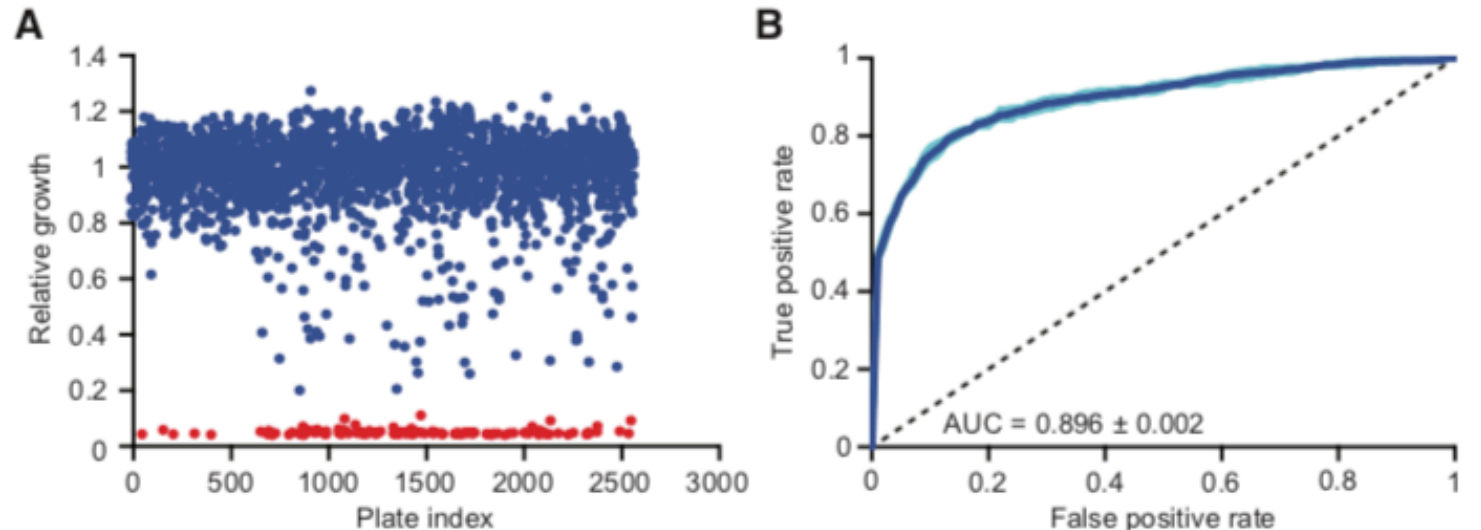 A
Relative growth
1.4
1.2
1
0.8
0.6
0.4
0.2
0
0 500 1000 1500 2000 2500 3000
Plate index
B
True positive rate
1
0.8
0.6
0.4
0.2
0
AUC = 0.896 ± 0.002
0 0.2 0.4 0.6 0.8 1
False positive rate